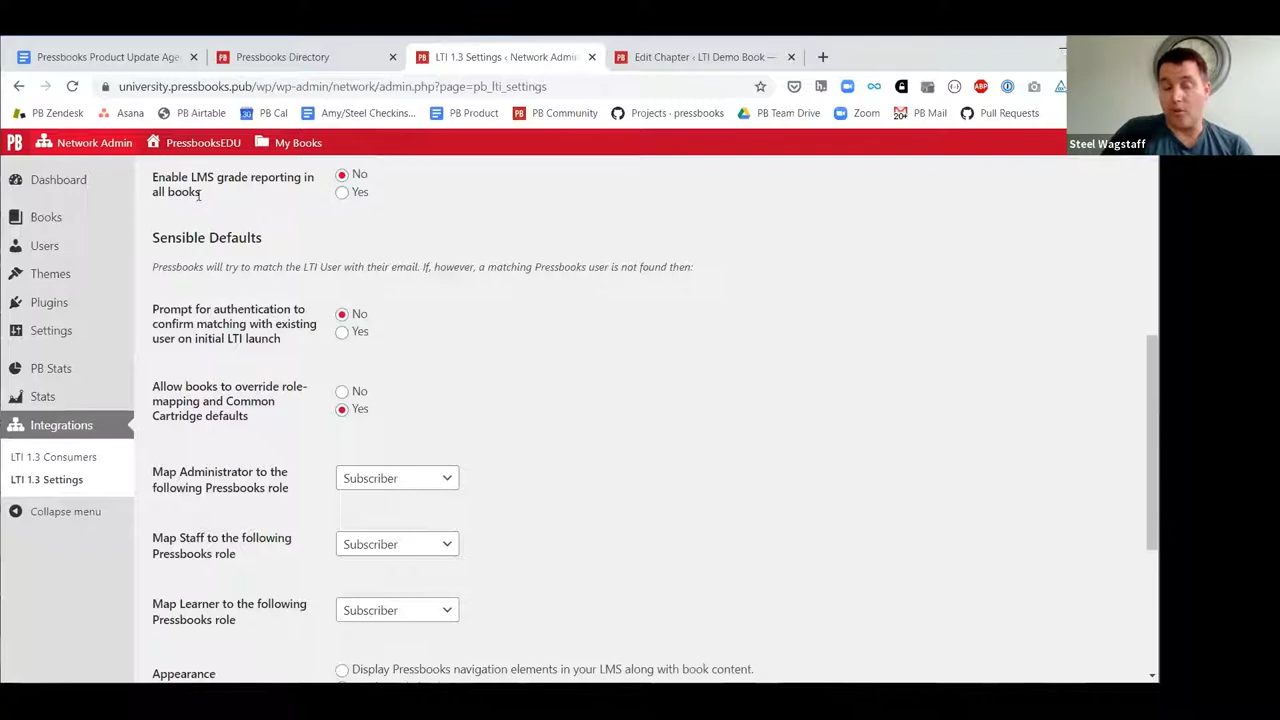 Pressbooks Product Update Age
Pressbooks Directory
LTI 1.3 Settings ‹ Network Admin
Edit Chapter ‹ LTI Demo Book —
university.pressbooks.pub/wp/wp-admin/network/admin.php?page=pb_lti_settings
ABP
PB Zendesk
Asana
PB Airtable
PB Cal
Amy/Steel Checkins...
PB Product
PB Community
Projects · pressbooks
PB Team Drive
Zoom
PB Mail
Pull Requests
Steel Wagstaff
PB
Network Admin
PressbooksEDU
My Books
Dashboard
Books
Users
Themes
Plugins
Settings
PB Stats
Stats
Integrations
LTI 1.3 Consumers
LTI 1.3 Settings
Collapse menu
Enable LMS grade reporting in
all books
No
Yes
Sensible Defaults
Pressbooks will try to match the LTI User with their email. If, however, a matching Pressbooks user is not found then:
Prompt for authentication to
confirm matching with existing
user on initial LTI launch
No
Yes
Allow books to override role-
mapping and Common
Cartridge defaults
No
Yes
Map Administrator to the
following Pressbooks role
Subscriber
Map Staff to the following
Pressbooks role
Subscriber
Map Learner to the following
Pressbooks role
Subscriber
Appearance
Display Pressbooks navigation elements in your LMS along with book content.